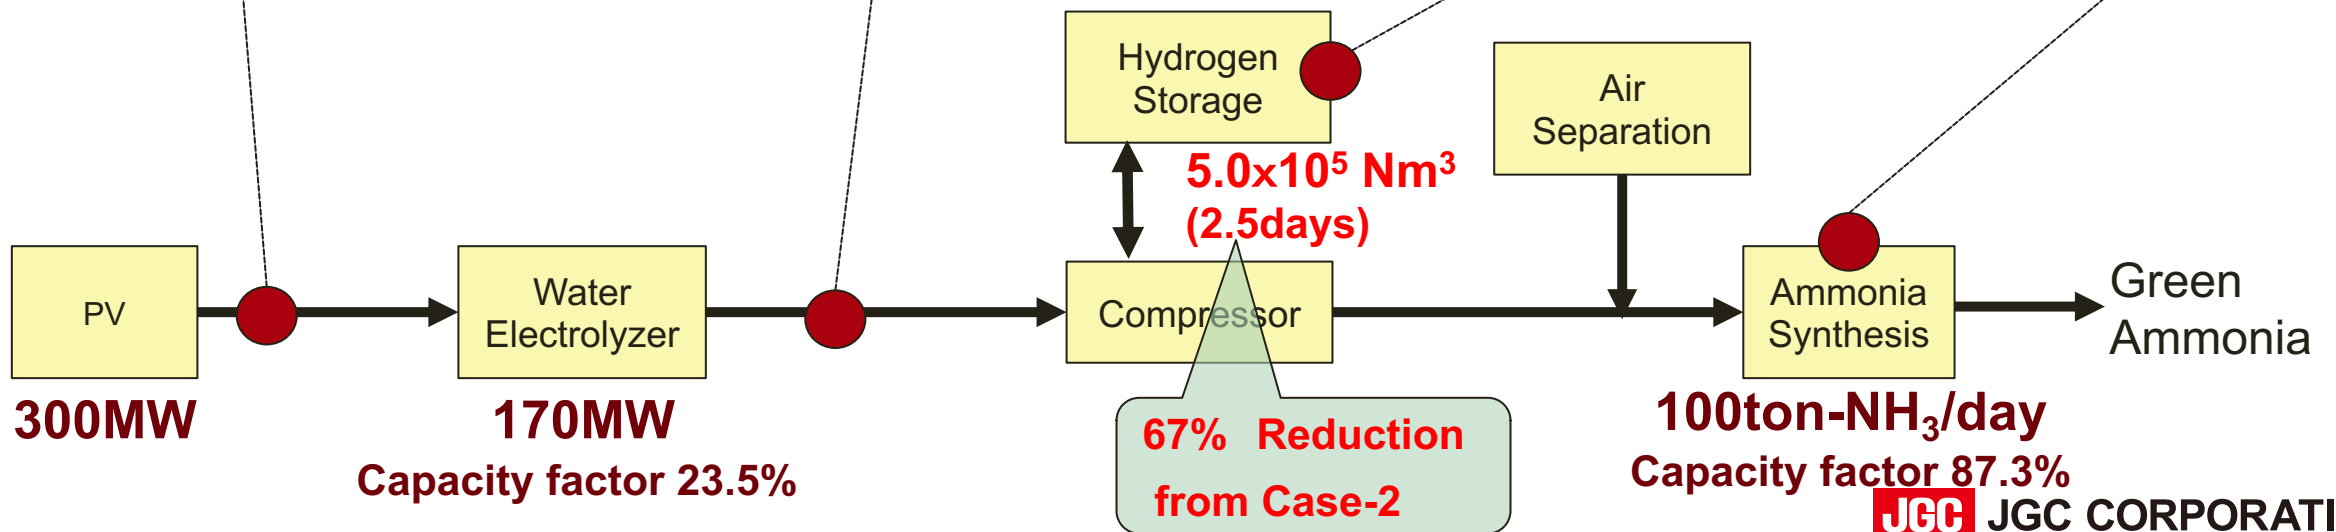 Hydrogen
Storage
Air
Separation
5.0x10⁵ Nm³
(2.5days)
PV
Water
Electrolyzer
Compressor
Ammonia
Synthesis
Green
Ammonia
300MW
170MW
Capacity factor 23.5%
67% Reduction
from Case-2
100ton-NH₃/day
Capacity factor 87.3%
JGC JGC CORPORATI